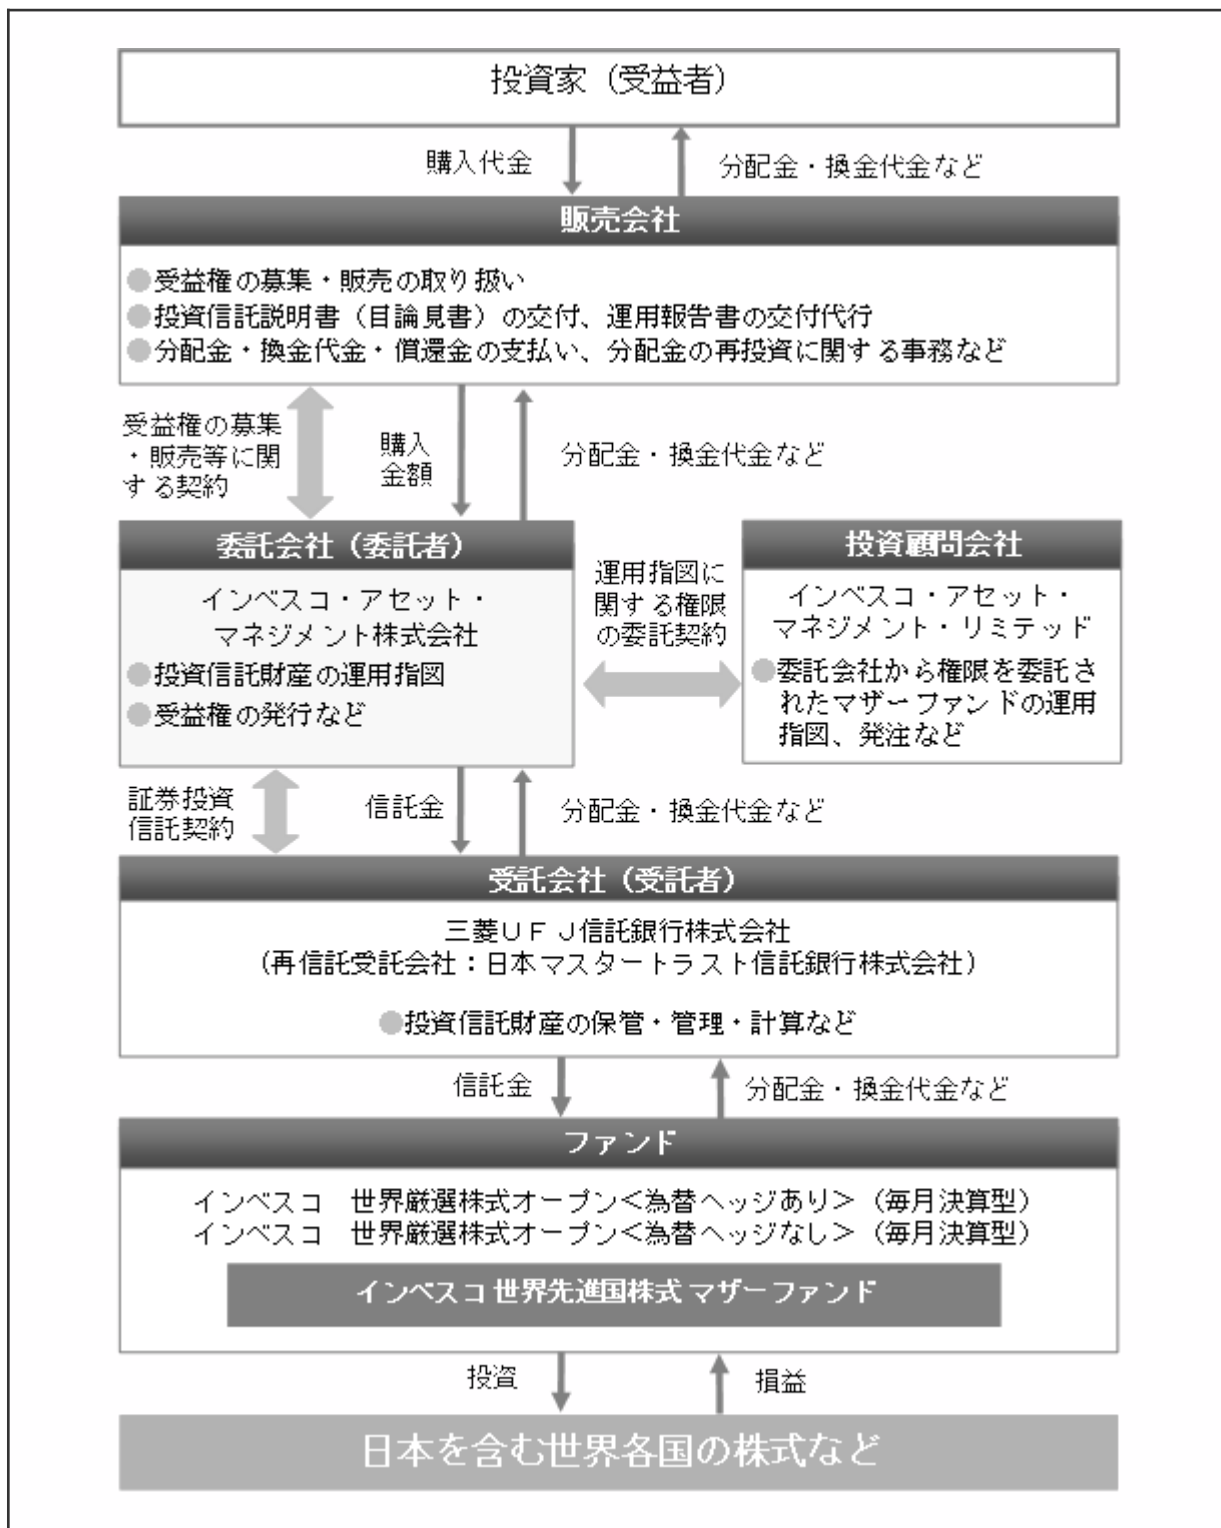 投資家（受益者）
購入代金
分配金・換金代金など
販売会社
●受益権の募集・販売の取り扱い
●投資信託説明書（目論見書）の交付、運用報告書の交付代行
●分配金・換金代金・償還金の支払い、分配金の再投資に関する事務など
受益権の募集
・販売等に関
する契約
購入
金額
分配金・換金代金など
委託会社（委託者）
インベスコ・アセット・
マネジメント株式会社
●投資信託財産の運用指図
●受益権の発行など
運用指図に
関する権限
の委託契約
投資顧問会社
インベスコ・アセット・
マネジメント・リミテッド
●委託会社から権限を委託さ
れたマザーファンドの運用
指図、発注など
証券投資
信託契約
信託金
分配金・換金代金など
受託会社（受託者）
三菱ＵＦＪ信託銀行株式会社
（再信託受託会社：日本マスタートラスト信託銀行株式会社）
●投資信託財産の保管・管理・計算など
信託金
分配金・換金代金など
ファンド
インベスコ　世界厳選株式オープン＜為替ヘッジあり＞（毎月決算型）
インベスコ　世界厳選株式オープン＜為替ヘッジなし＞（毎月決算型）
インベスコ 世界先進国株式 マザーファンド
投資
損益
日本を含む世界各国の株式など